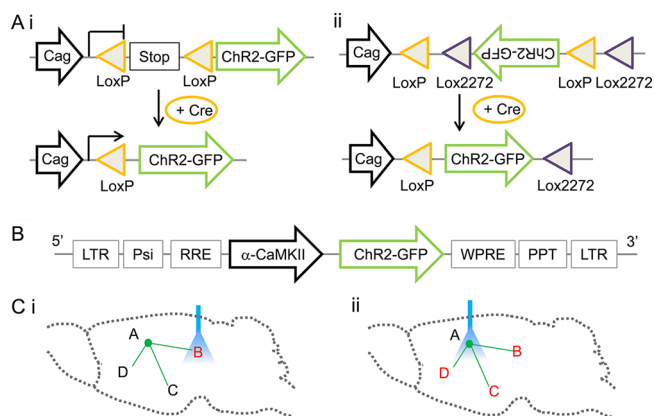 A i
Cag
Stop
ChR2-GFP
LoxP
LoxP
+ Cre
Cag
ChR2-GFP
LoxP
ii
Cag
ChR2-GFP
LoxP
Lox2272
LoxP
Lox2272
+ Cre
Cag
ChR2-GFP
LoxP
Lox2272
B
5’
LTR
Psi
RRE
α-CaMKII
ChR2-GFP
WPRE
PPT
LTR
3’
C i
A
B
C
D
ii
A
B
C
D